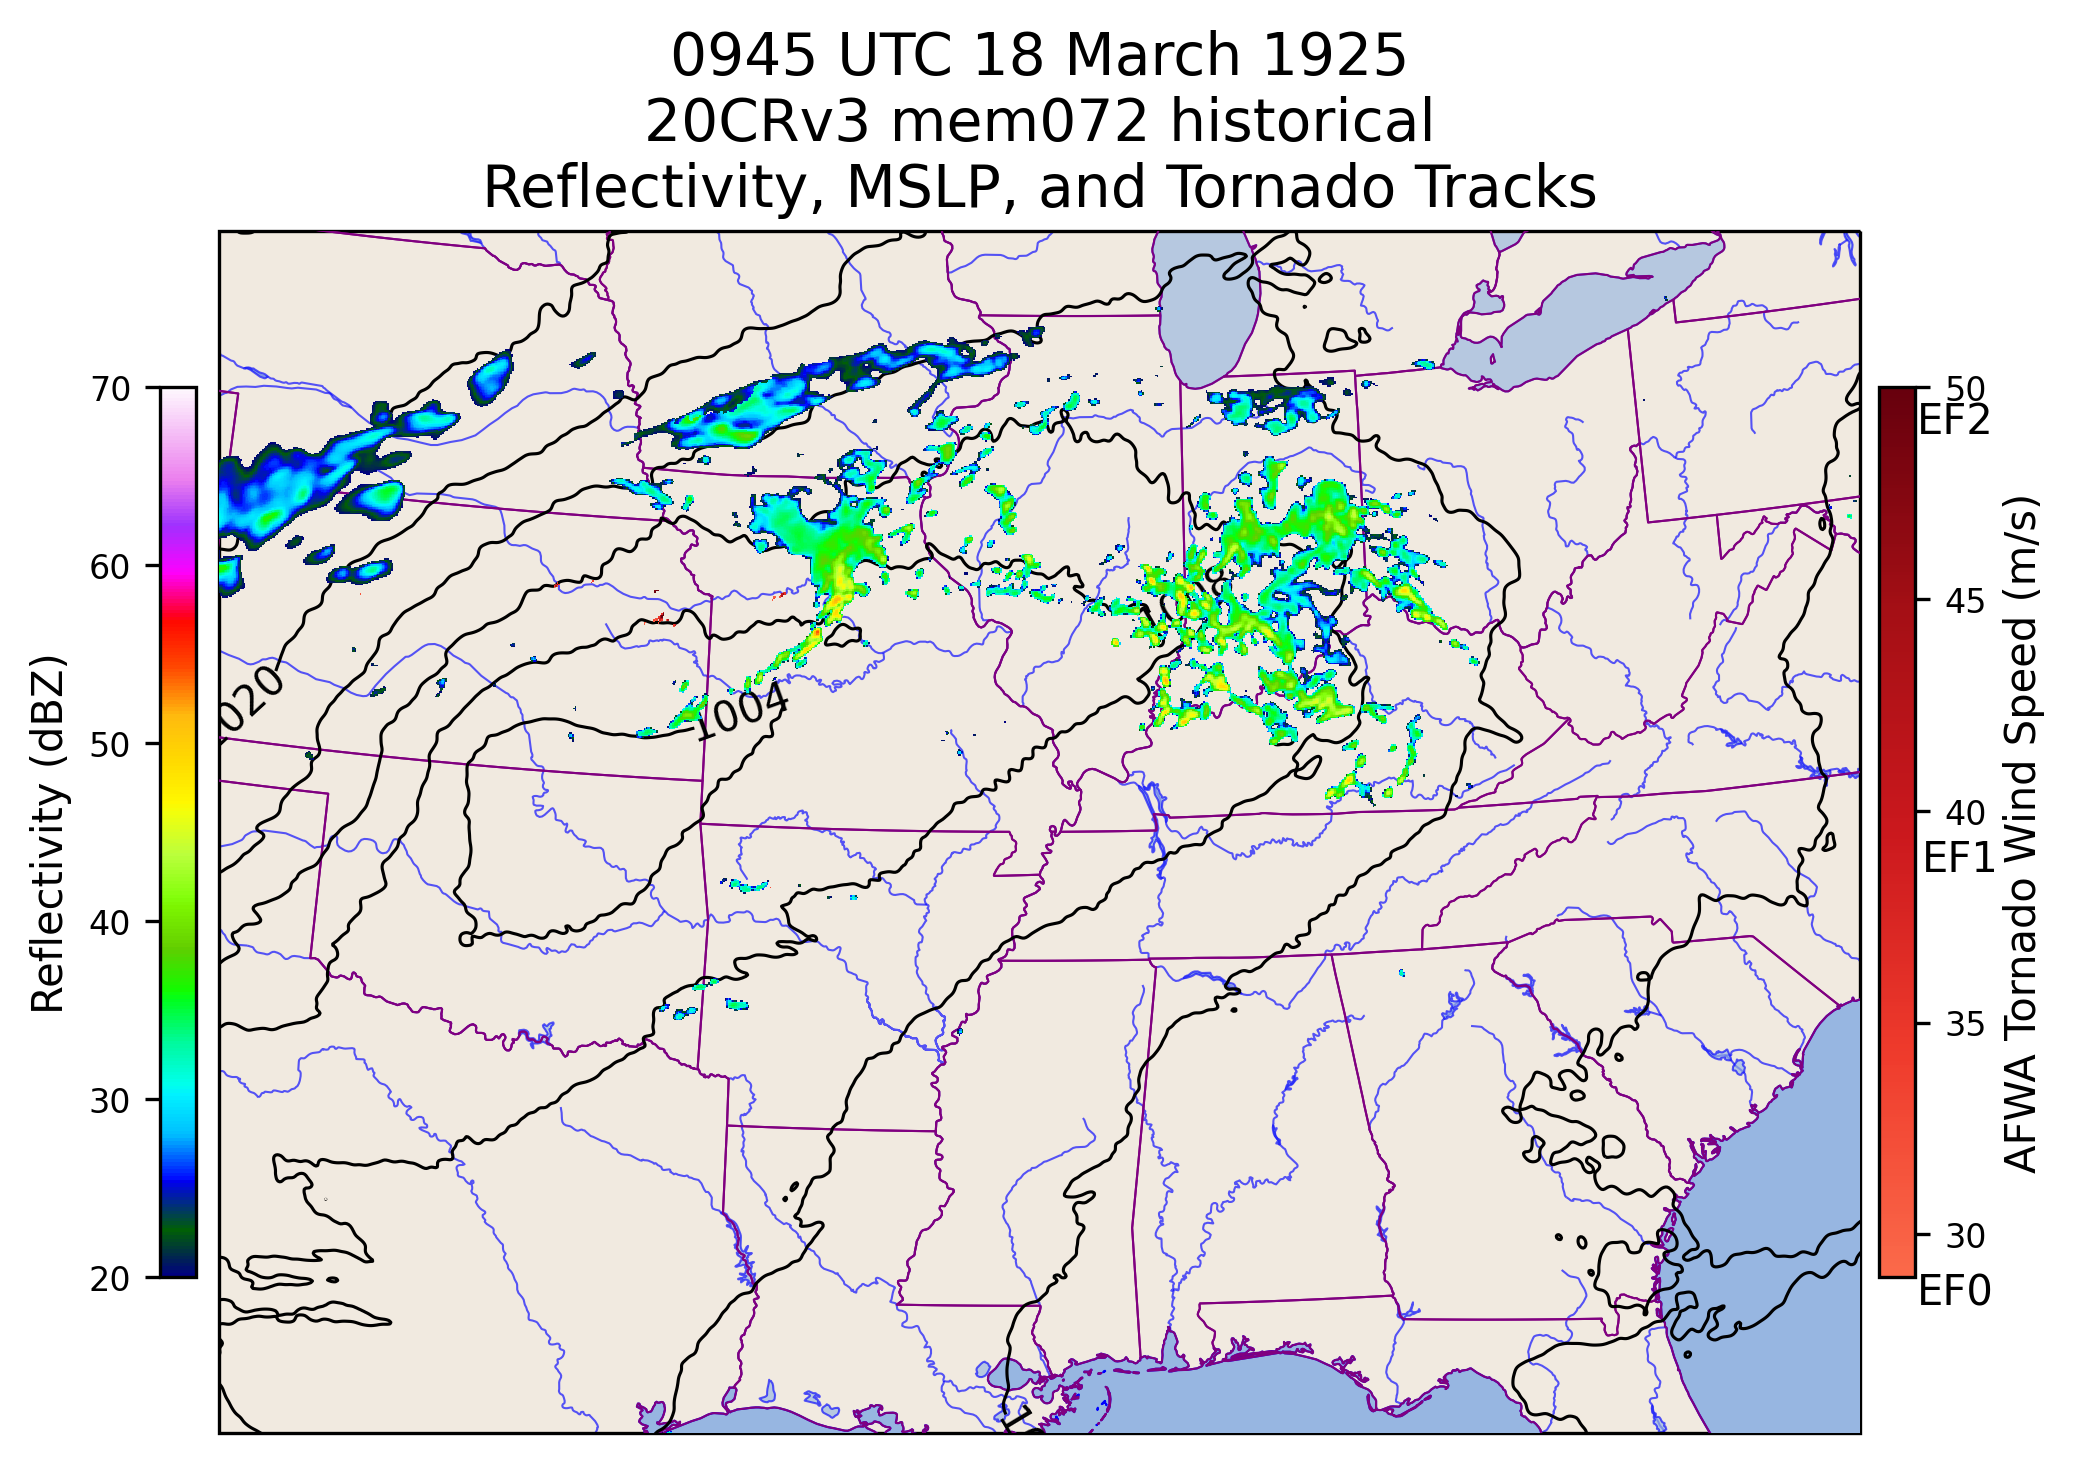 0945 UTC 18 March 1925
20CRv3 mem072 historical
Reflectivity, MSLP, and Tornado Tracks
Reflectivity (dBZ)
70
60
50
40
30
20
020
1004
50
EF2
45
40
EF1
35
30
EF0
AFWA Tornado Wind Speed (m/s)